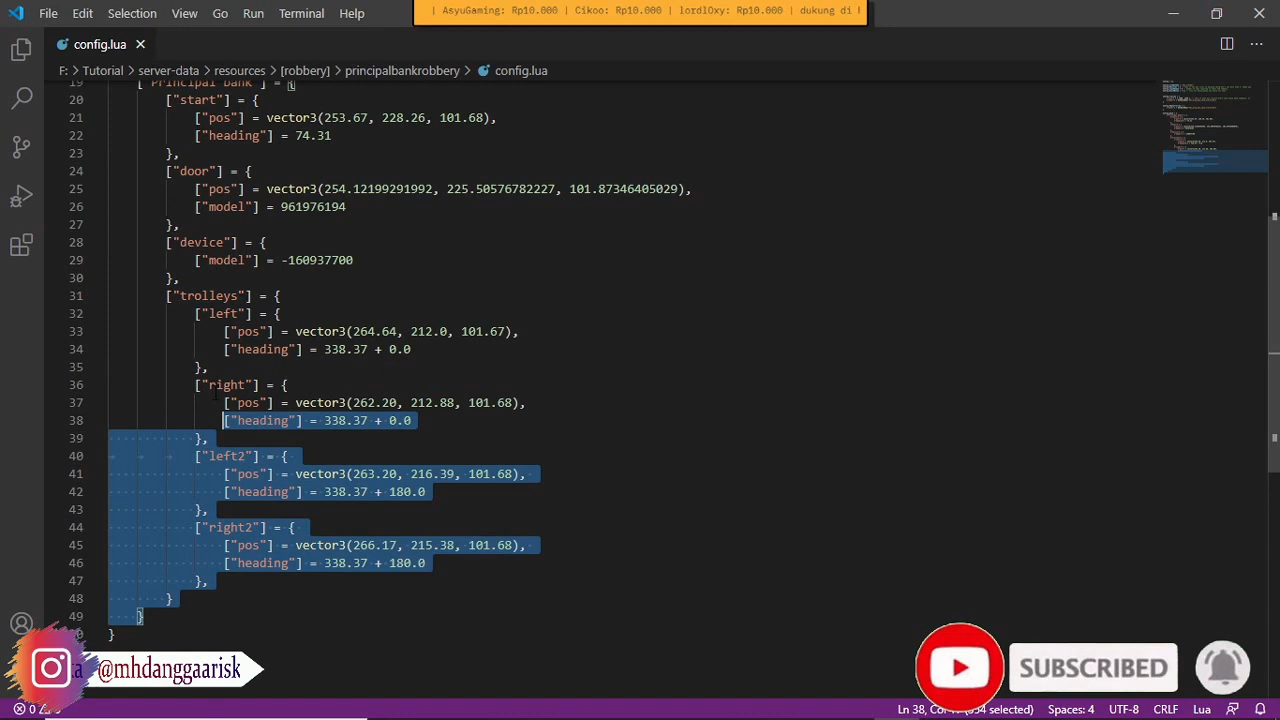 File Edit Selection View Go Run Terminal Help
| AsyuGaming: Rp10.000 | Cikoo: Rp10.000 | lordlOxy: Rp10.000 | dukung di
config.lua
F: > Tutorial > server-data > resources > [robbery] > principalbankrobbery > config.lua
19 ["Principal bank"] = {
20 ["start"] = {
21 ["pos"] = vector3(253.67, 228.26, 101.68),
22 ["heading"] = 74.31
23 },
24 ["door"] = {
25 ["pos"] = vector3(254.12199291992, 225.50576782227, 101.87346405029),
26 ["model"] = 961976194
27 },
28 ["device"] = {
29 ["model"] = -160937700
30 },
31 ["trolleys"] = {
32 ["left"] = {
33 ["pos"] = vector3(264.64, 212.0, 101.67),
34 ["heading"] = 338.37 + 0.0
35 },
36 ["right"] = {
37 ["pos"] = vector3(262.20, 212.88, 101.68),
38 ["heading"] = 338.37 + 0.0
39 },
40 ["left2"] = {
41 ["pos"] = vector3(263.20, 216.39, 101.68),
42 ["heading"] = 338.37 + 180.0
43 },
44 ["right2"] = {
45 ["pos"] = vector3(266.17, 215.38, 101.68),
46 ["heading"] = 338.37 + 180.0
47 },
48 }
49 }
}
@mhdanggaarisk
SUBSCRIBED
Ln 38, selected) Spaces: 4 UTF-8 CRLF Lua